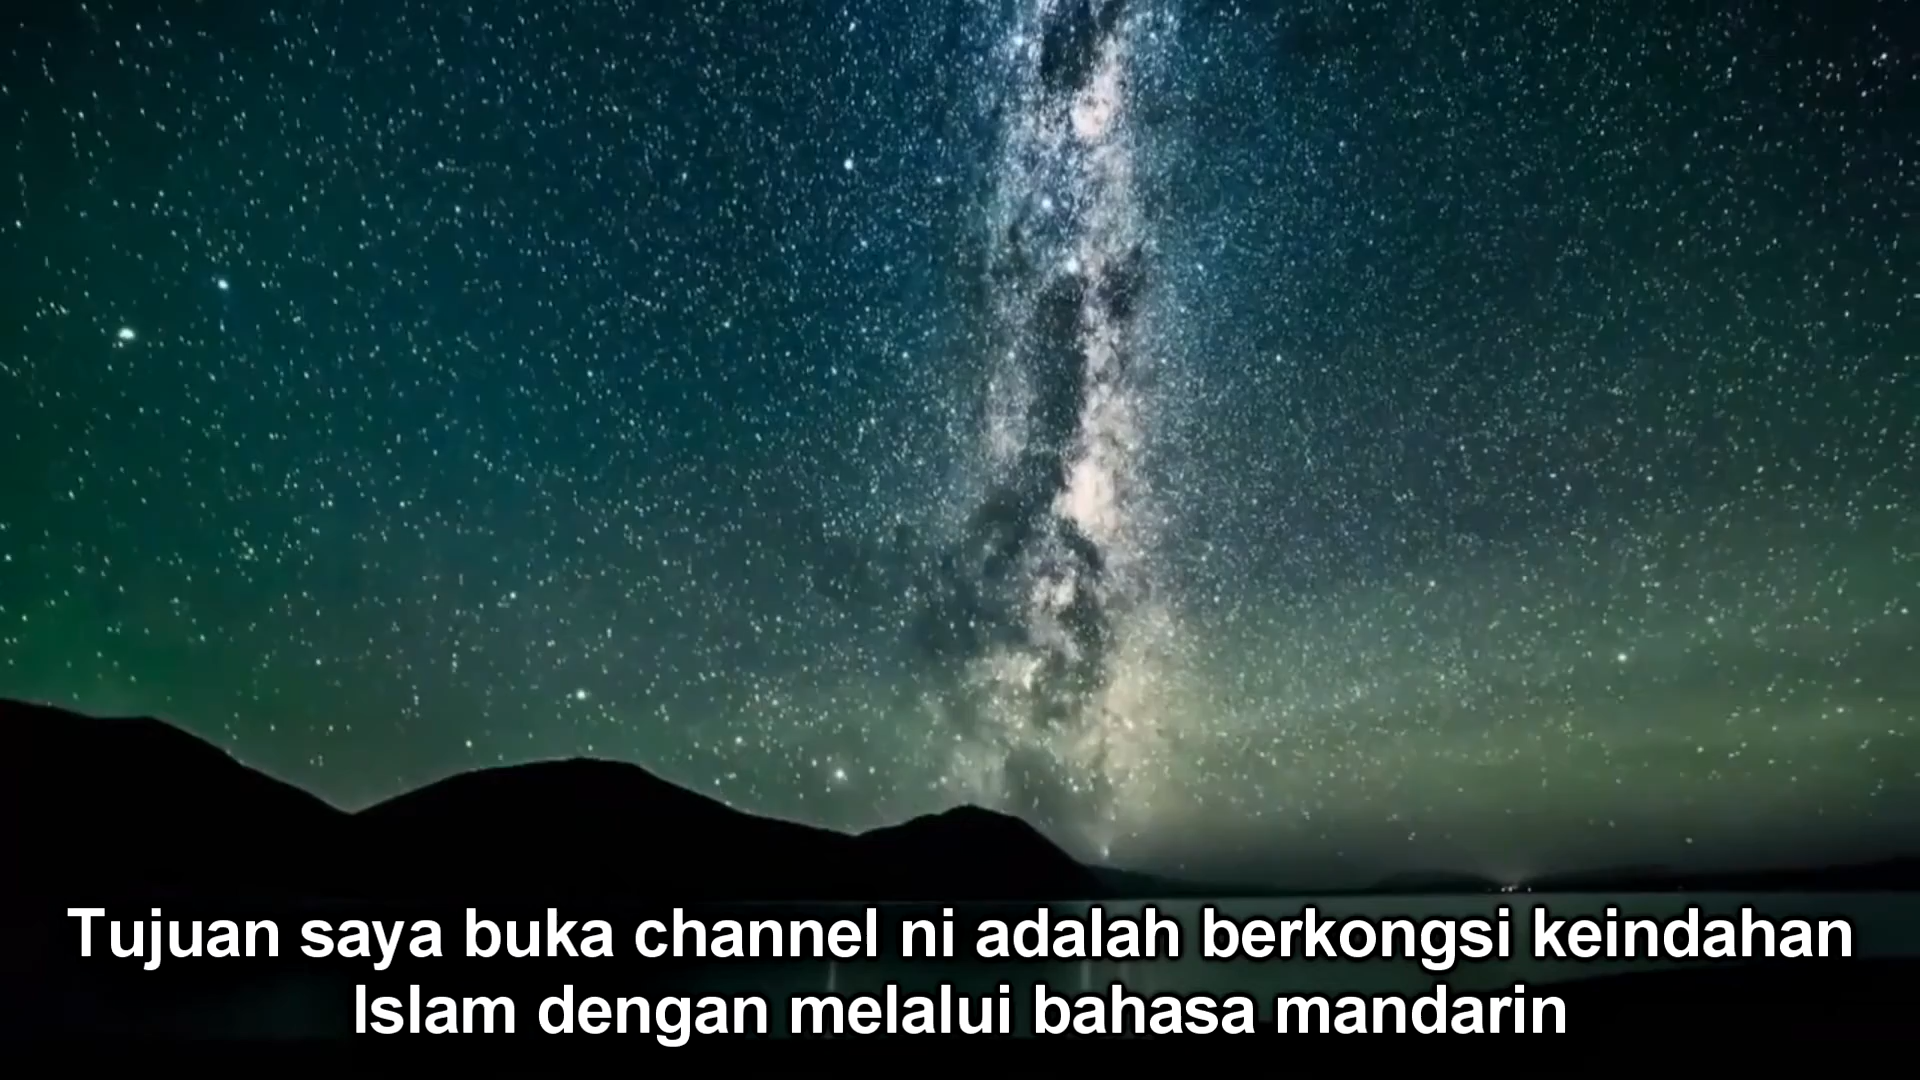 Tujuan saya buka channel ni adalah berkongsi keindahan
Islam dengan melalui bahasa mandarin